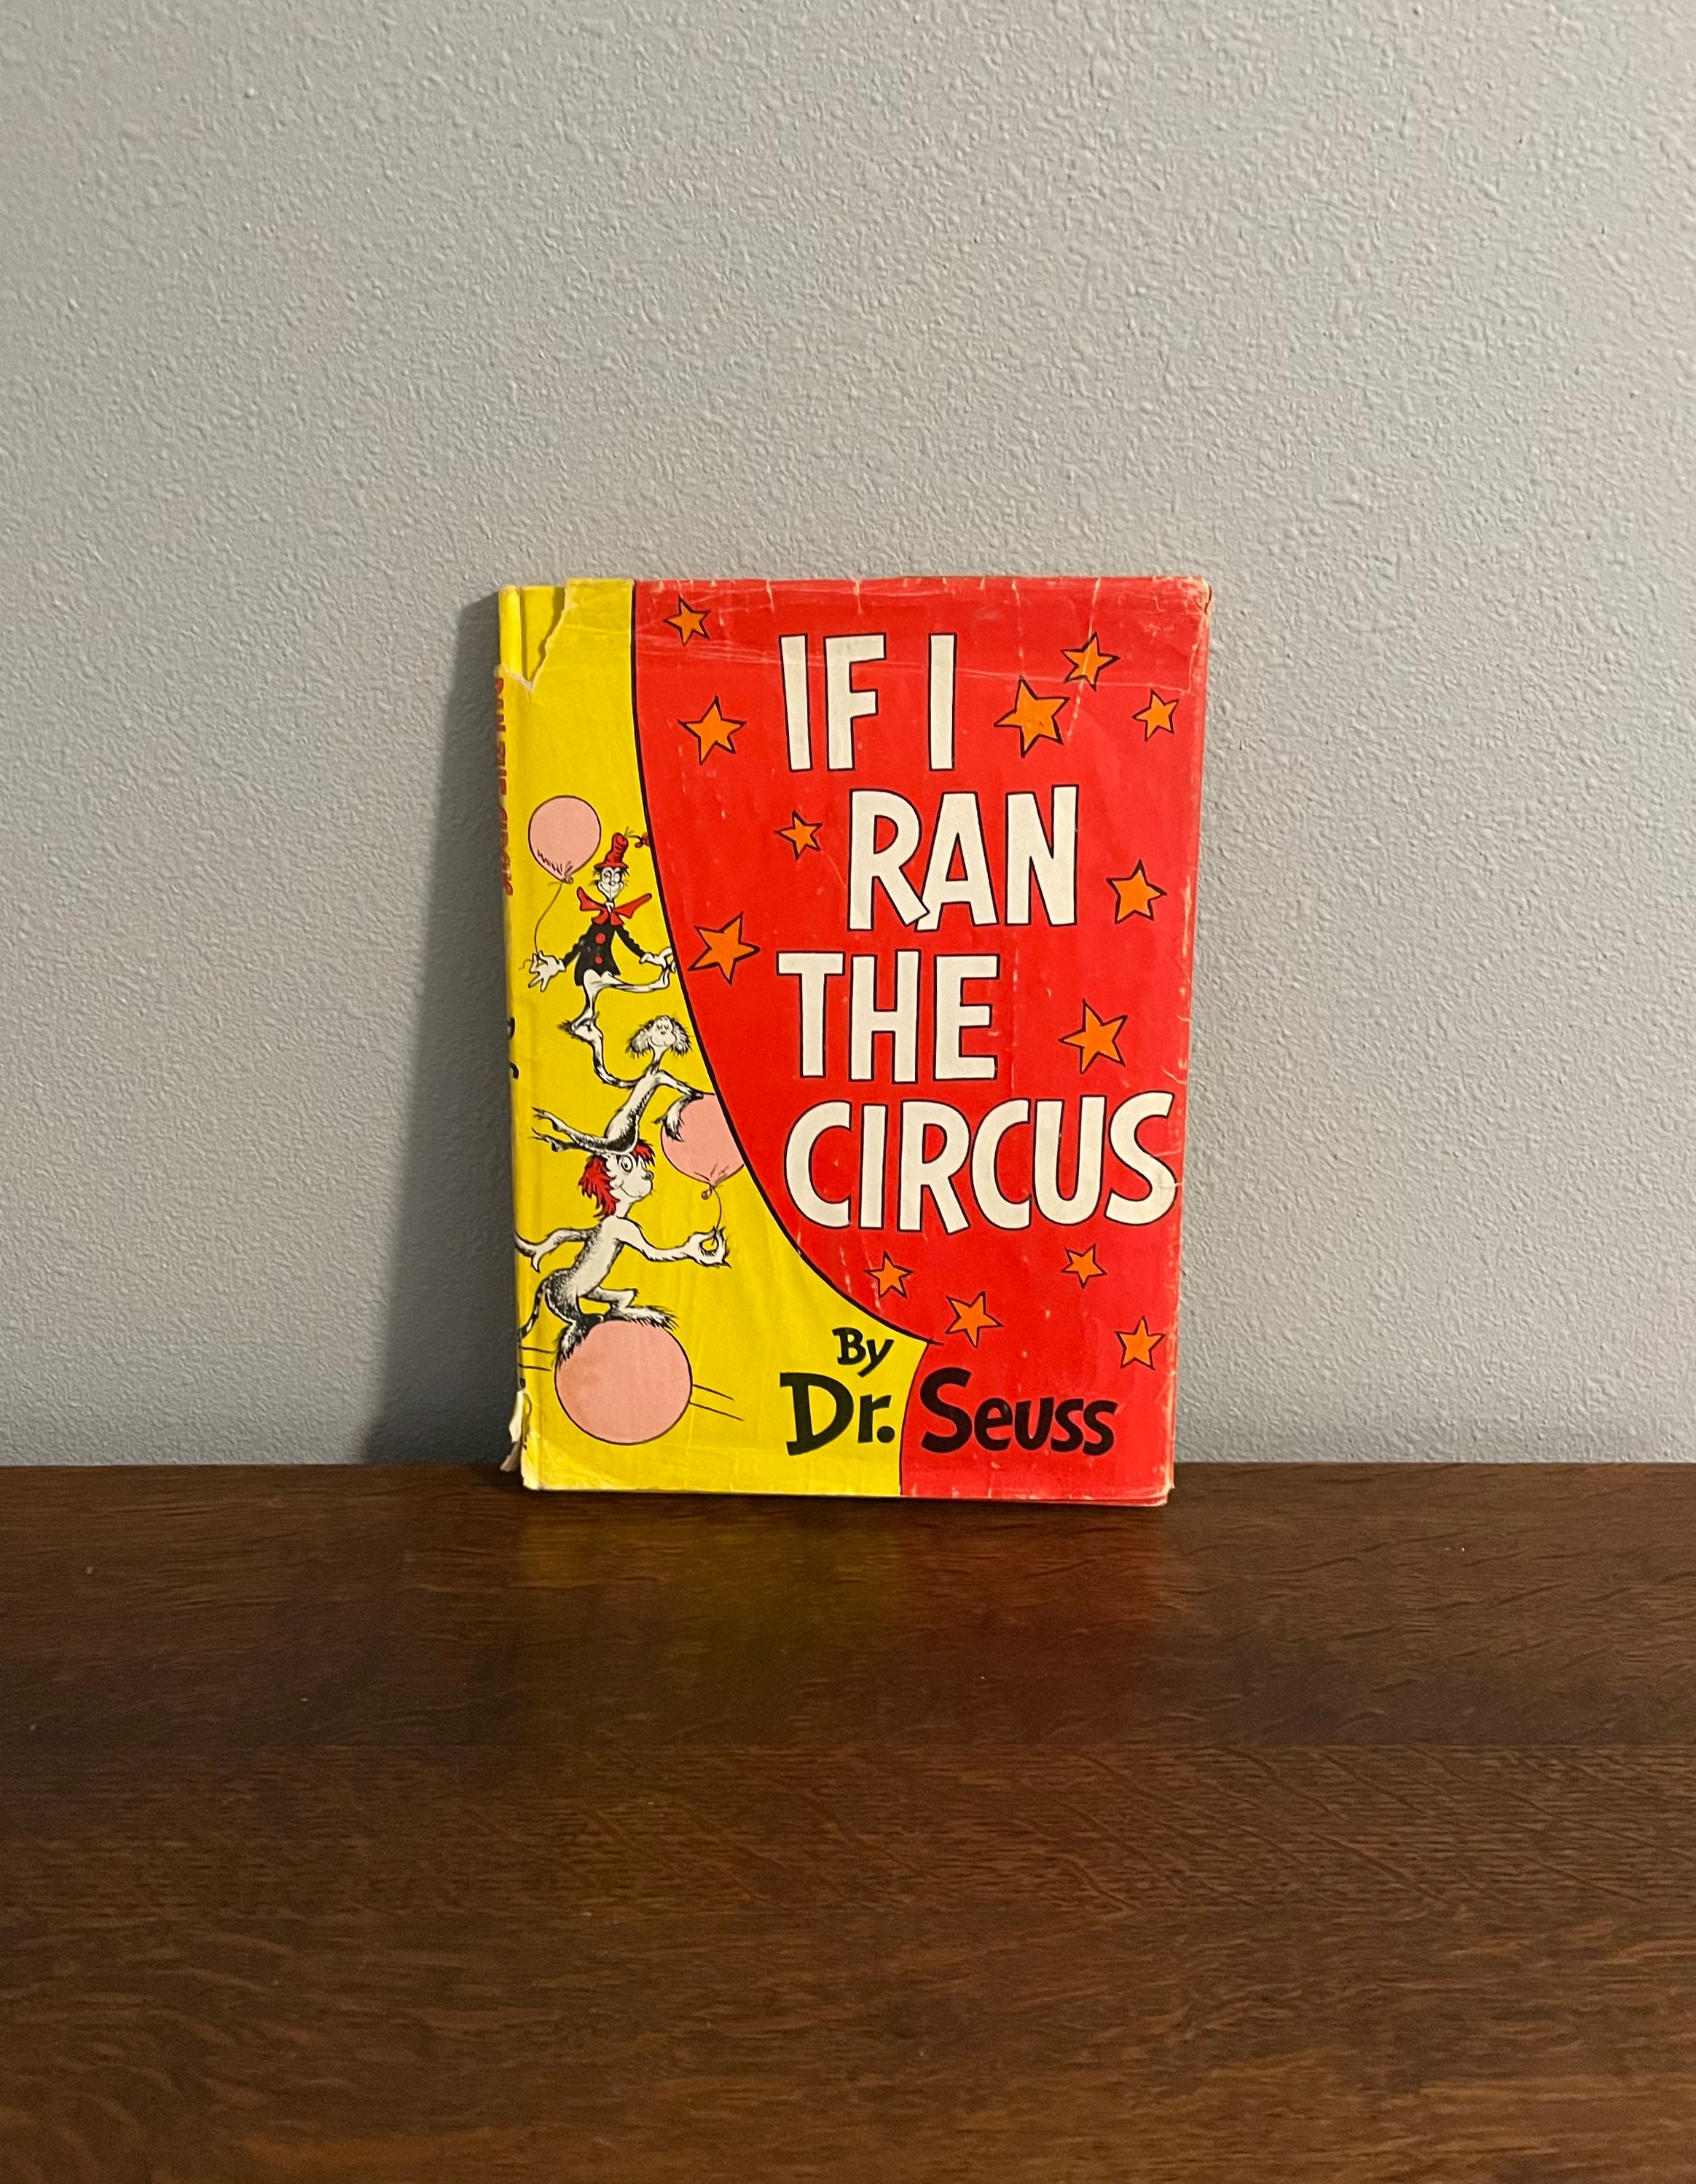 IF I
RAN
THE
CIRCUS
By
Dr. Seuss